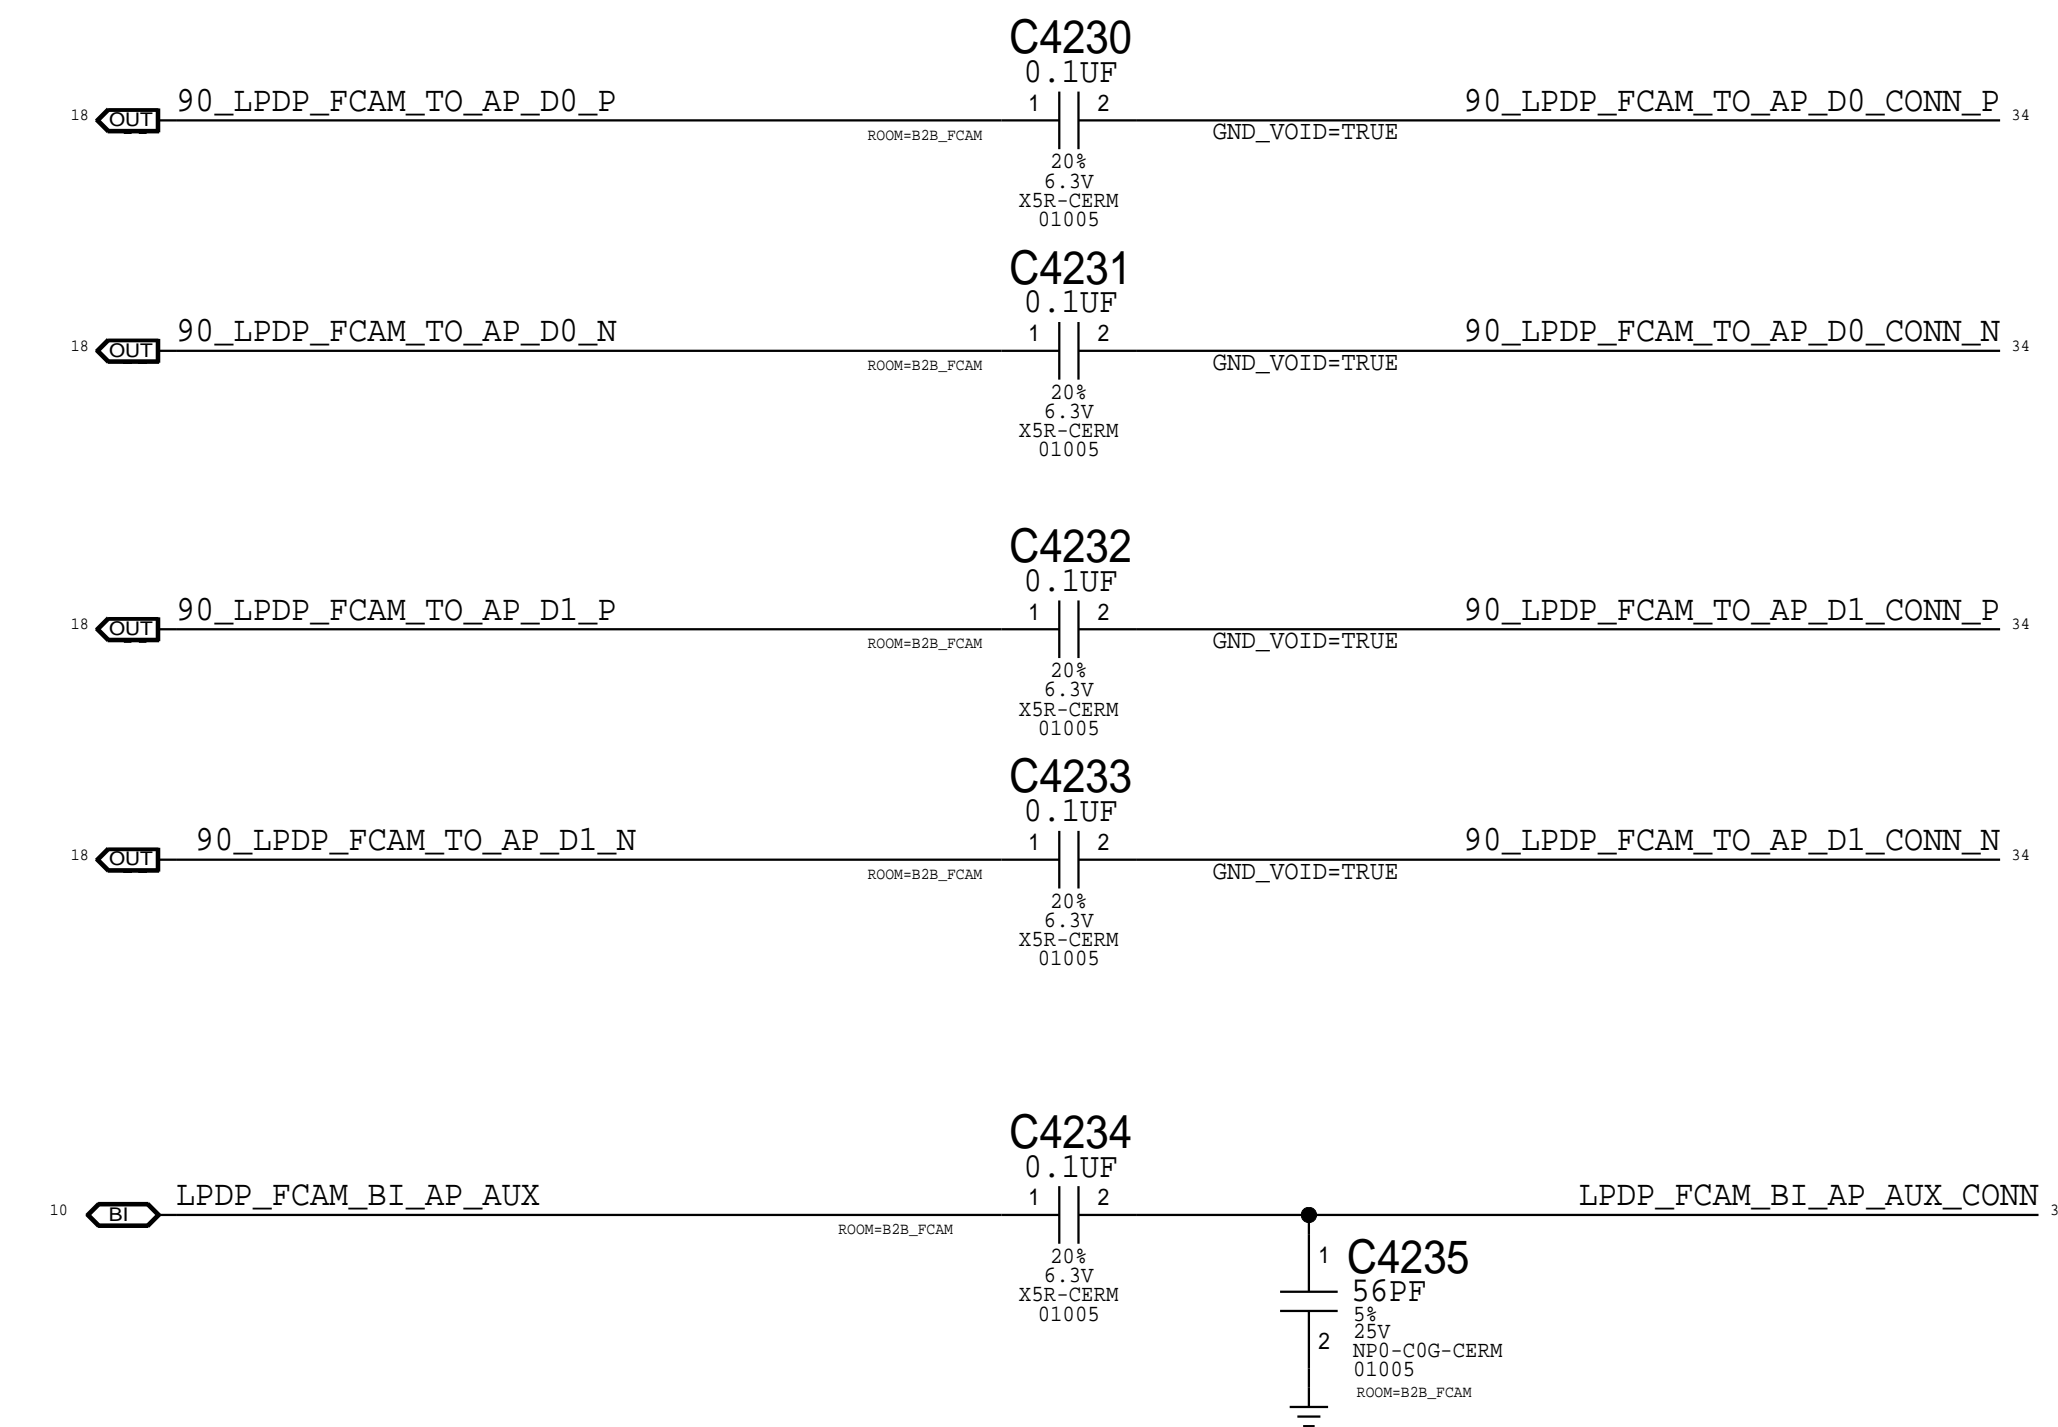 C4230
0.1UF
18 OUT 90_LPDP_FCAM_TO_AP_D0_P 1 2 90_LPDP_FCAM_TO_AP_D0_CONN_P 34
ROOM=B2B_FCAM GND_VOID=TRUE
20%
6.3V
X5R-CERM
01005
C4231
0.1UF
18 OUT 90_LPDP_FCAM_TO_AP_D0_N 1 2 90_LPDP_FCAM_TO_AP_D0_CONN_N 34
ROOM=B2B_FCAM GND_VOID=TRUE
20%
6.3V
X5R-CERM
01005
C4232
0.1UF
18 OUT 90_LPDP_FCAM_TO_AP_D1_P 1 2 90_LPDP_FCAM_TO_AP_D1_CONN_P 34
ROOM=B2B_FCAM GND_VOID=TRUE
20%
6.3V
X5R-CERM
01005
C4233
0.1UF
18 OUT 90_LPDP_FCAM_TO_AP_D1_N 1 2 90_LPDP_FCAM_TO_AP_D1_CONN_N 34
ROOM=B2B_FCAM GND_VOID=TRUE
20%
6.3V
X5R-CERM
01005
C4234
0.1UF
10 BI LPDP_FCAM_BI_AP_AUX 1 2 LPDP_FCAM_BI_AP_AUX_CONN 3
ROOM=B2B_FCAM
20%
6.3V
X5R-CERM
01005
1 C4235
56PF
5%
25V
2 NP0-C0G-CERM
01005
ROOM=B2B_FCAM